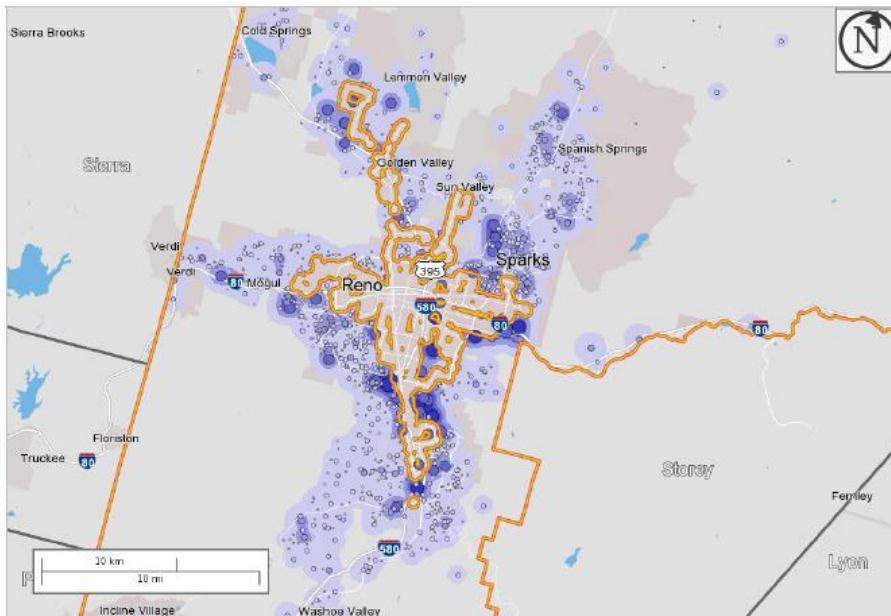 Sierra Brooks
Cold Springs
N
Lemmon Valley
Spanish Springs
Golden Valley
Sierra
Sun Valley
Verdi
Sparks
395
Verdi
80
Mogul
Reno
580
80
80
Floriston
Truckee
80
Storey
Fernley
10 km
10 mi
580
Lyon
Incline Village
Washoe Valley